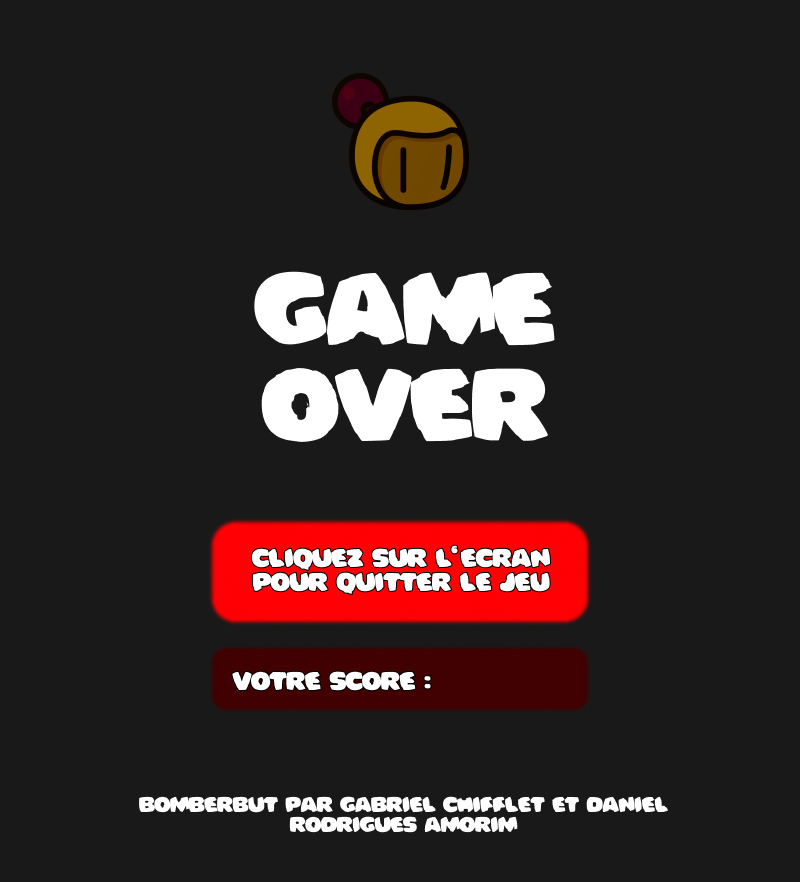 GAME
OVER
CLIQUEZ SUR L'ECRAN
POUR QUITTER LE JEU
VOTRE SCORE :
BOMBERBUT PAR GABRIEL CHIFFLET ET DANIEL
RODRIGUES AMORIM